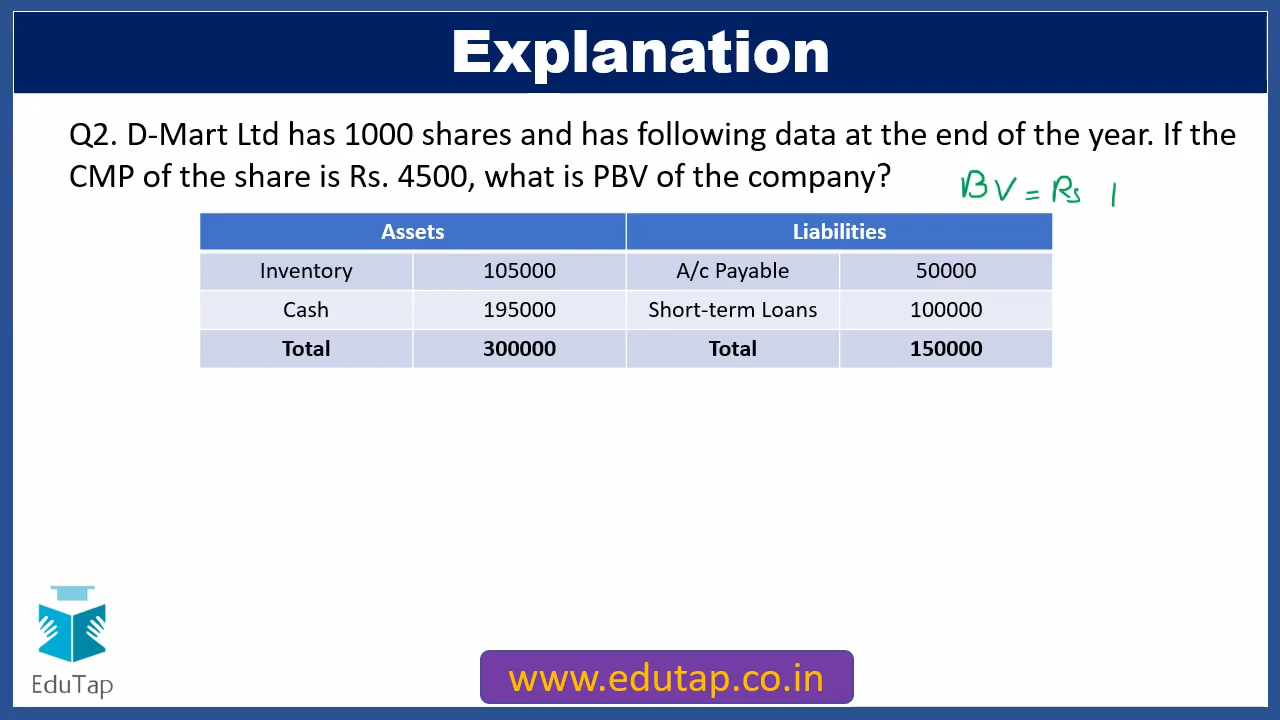 Explanation
Q2. D-Mart Ltd has 1000 shares and has following data at the end of the year. If the
CMP of the share is Rs. 4500, what is PBV of the company?
BV = Rs 1
Assets Liabilities
Inventory 105000 A/c Payable 50000
Cash 195000 Short-term Loans 100000
Total 300000 Total 150000
EduTap
www.edutap.co.in